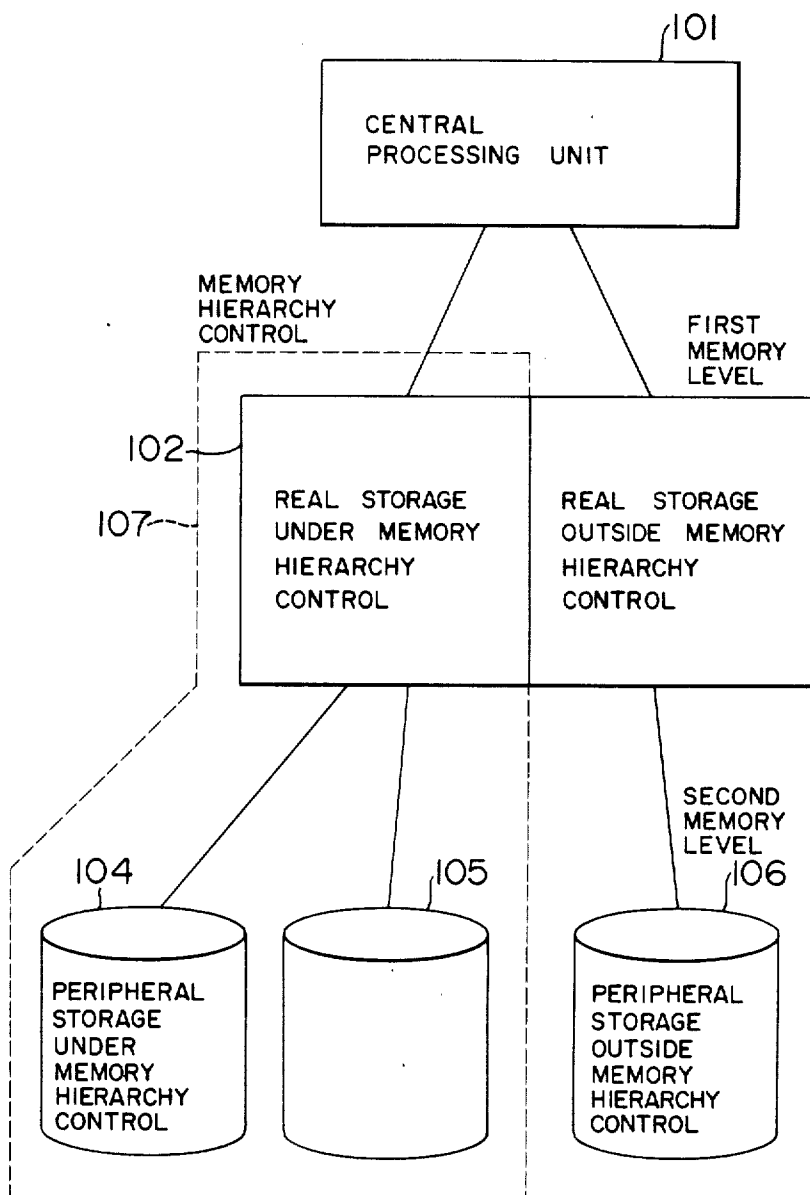 101
CENTRAL
PROCESSING UNIT
MEMORY
HIERARCHY
CONTROL
FIRST
MEMORY
LEVEL
102
107
REAL STORAGE
UNDER MEMORY
HIERARCHY
CONTROL
REAL STORAGE
OUTSIDE MEMORY
HIERARCHY
CONTROL
SECOND
MEMORY
LEVEL
104
105
106
PERIPHERAL
STORAGE
UNDER
MEMORY
HIERARCHY
CONTROL
PERIPHERAL
STORAGE
OUTSIDE
MEMORY
HIERARCHY
CONTROL